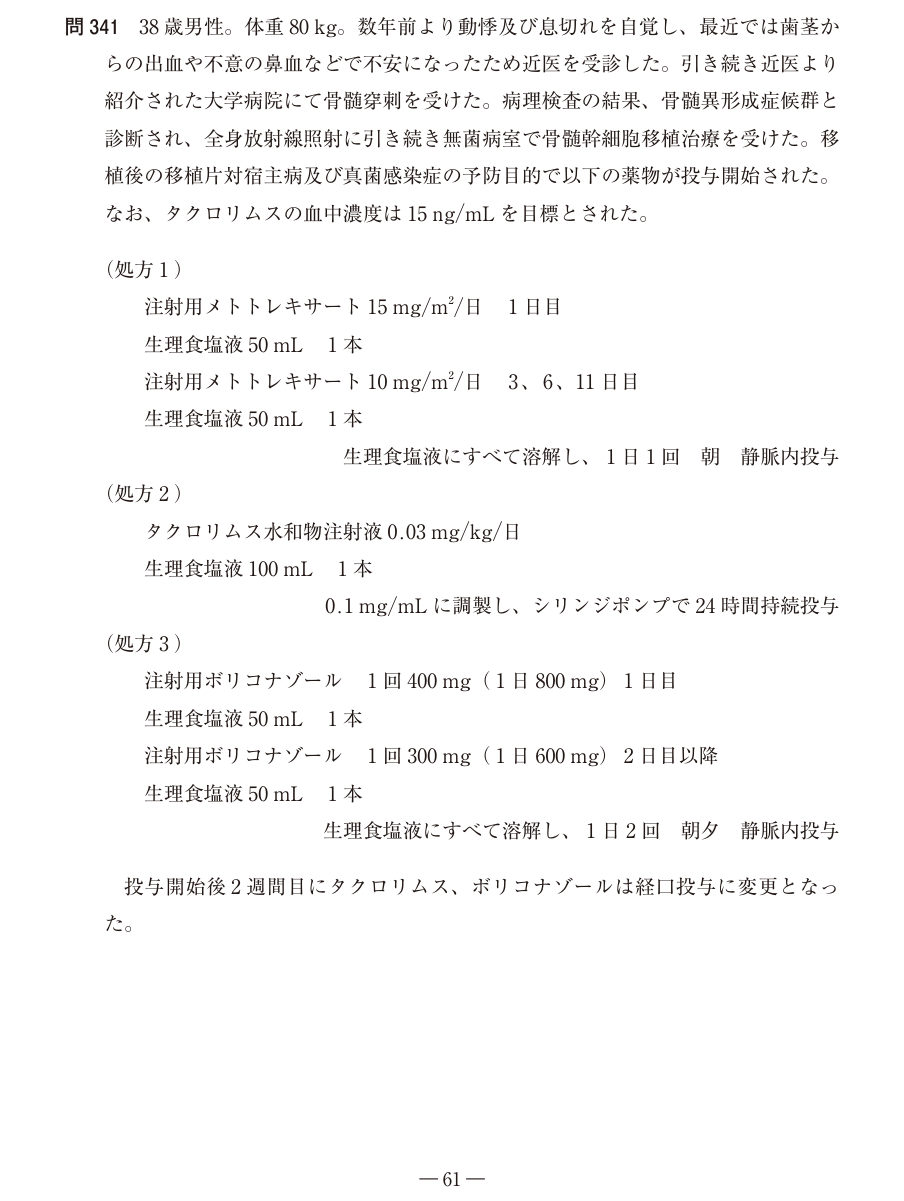 問 341　38 歳男性。体重 80 kg。数年前より動悸及び息切れを自覚し、最近では歯茎か
らの出血や不意の鼻血などで不安になったため近医を受診した。引き続き近医より
紹介された大学病院にて骨髄穿刺を受けた。病理検査の結果、骨髄異形成症候群と
診断され、全身放射線照射に引き続き無菌病室で骨髄幹細胞移植治療を受けた。移
植後の移植片対宿主病及び真菌感染症の予防目的で以下の薬物が投与開始された。
なお、タクロリムスの血中濃度は 15 ng/mL を目標とされた。
（処方 1 ）
注射用メトトレキサート 15 mg/m²/日　1 日目
生理食塩液 50 mL　1 本
注射用メトトレキサート 10 mg/m²/日　3、6、11 日目
生理食塩液 50 mL　1 本
生理食塩液にすべて溶解し、1 日 1 回　朝　静脈内投与
（処方 2 ）
タクロリムス水和物注射液 0.03 mg/kg/日
生理食塩液 100 mL　1 本
0.1 mg/mL に調製し、シリンジポンプで 24 時間持続投与
（処方 3 ）
注射用ボリコナゾール　1 回 400 mg（ 1 日 800 mg） 1 日目
生理食塩液 50 mL　1 本
注射用ボリコナゾール　1 回 300 mg（ 1 日 600 mg） 2 日目以降
生理食塩液 50 mL　1 本
生理食塩液にすべて溶解し、1 日 2 回　朝夕　静脈内投与
投与開始後 2 週間目にタクロリムス、ボリコナゾールは経口投与に変更となっ
た。
― 61 ―